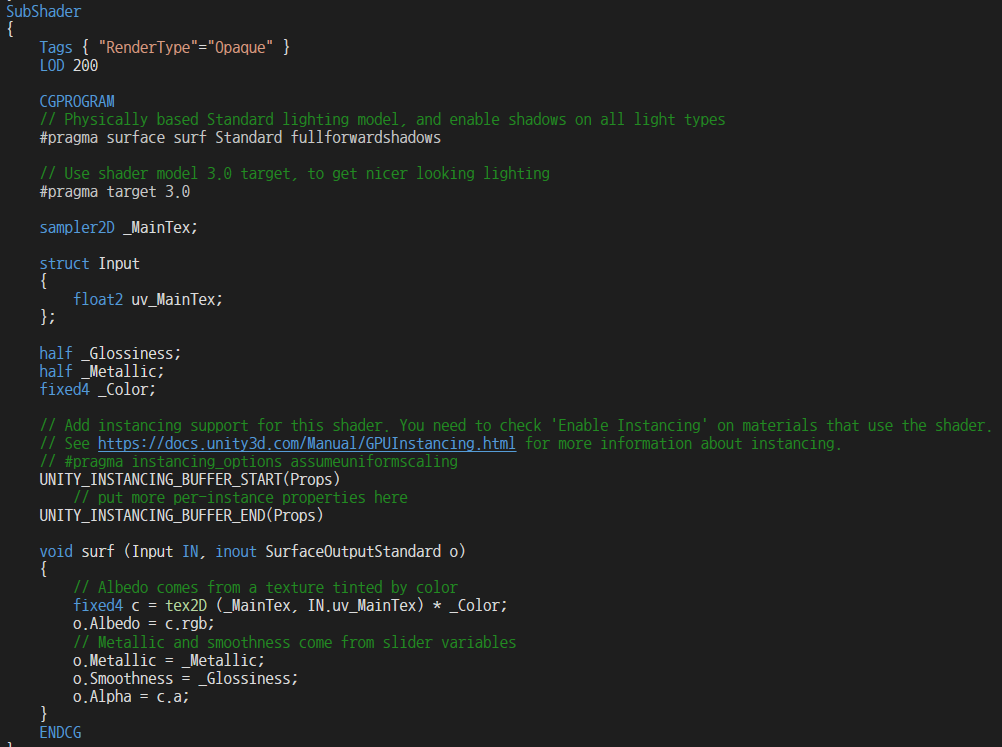 SubShader
{
    Tags { "RenderType"="Opaque" }
    LOD 200

    CGPROGRAM
    // Physically based Standard lighting model, and enable shadows on all light types
    #pragma surface surf Standard fullforwardshadows

    // Use shader model 3.0 target, to get nicer looking lighting
    #pragma target 3.0

    sampler2D _MainTex;

    struct Input
    {
        float2 uv_MainTex;
    };

    half _Glossiness;
    half _Metallic;
    fixed4 _Color;

    // Add instancing support for this shader. You need to check 'Enable Instancing' on materials that use the shader.
    // See https://docs.unity3d.com/Manual/GPUInstancing.html for more information about instancing.
    // #pragma instancing_options assumeuniformscaling
    UNITY_INSTANCING_BUFFER_START(Props)
        // put more per-instance properties here
    UNITY_INSTANCING_BUFFER_END(Props)

    void surf (Input IN, inout SurfaceOutputStandard o)
    {
        // Albedo comes from a texture tinted by color
        fixed4 c = tex2D (_MainTex, IN.uv_MainTex) * _Color;
        o.Albedo = c.rgb;
        // Metallic and smoothness come from slider variables
        o.Metallic = _Metallic;
        o.Smoothness = _Glossiness;
        o.Alpha = c.a;
    }
    ENDCG